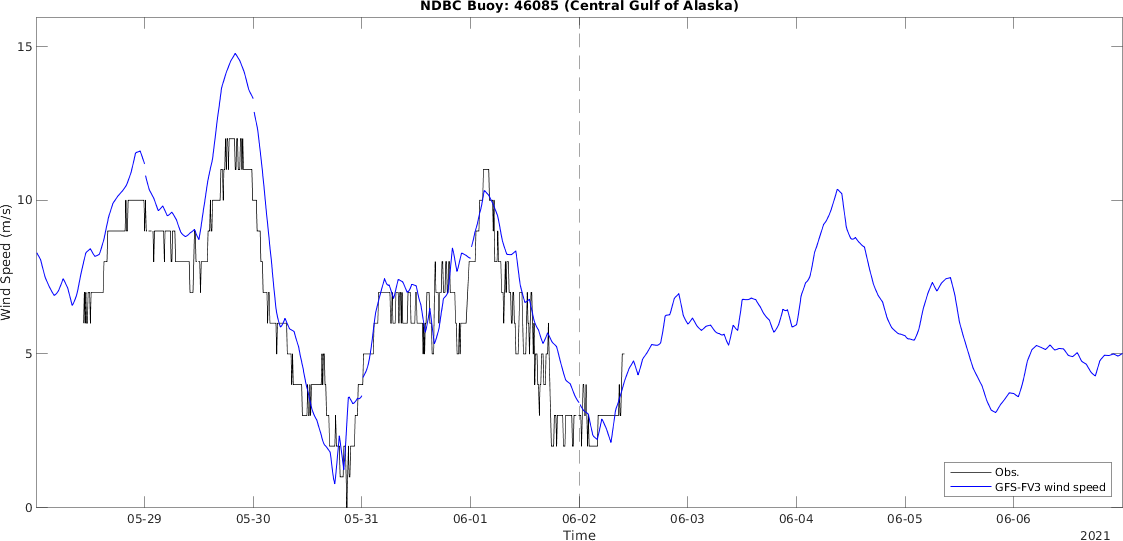 NDBC Buoy: 46085 (Central Gulf of Alaska)
15
10
5
0
Wind Speed (m/s)
05-29
05-30
05-31
06-01
06-02
06-03
06-04
06-05
06-06
Time
2021
Obs.
GFS-FV3 wind speed